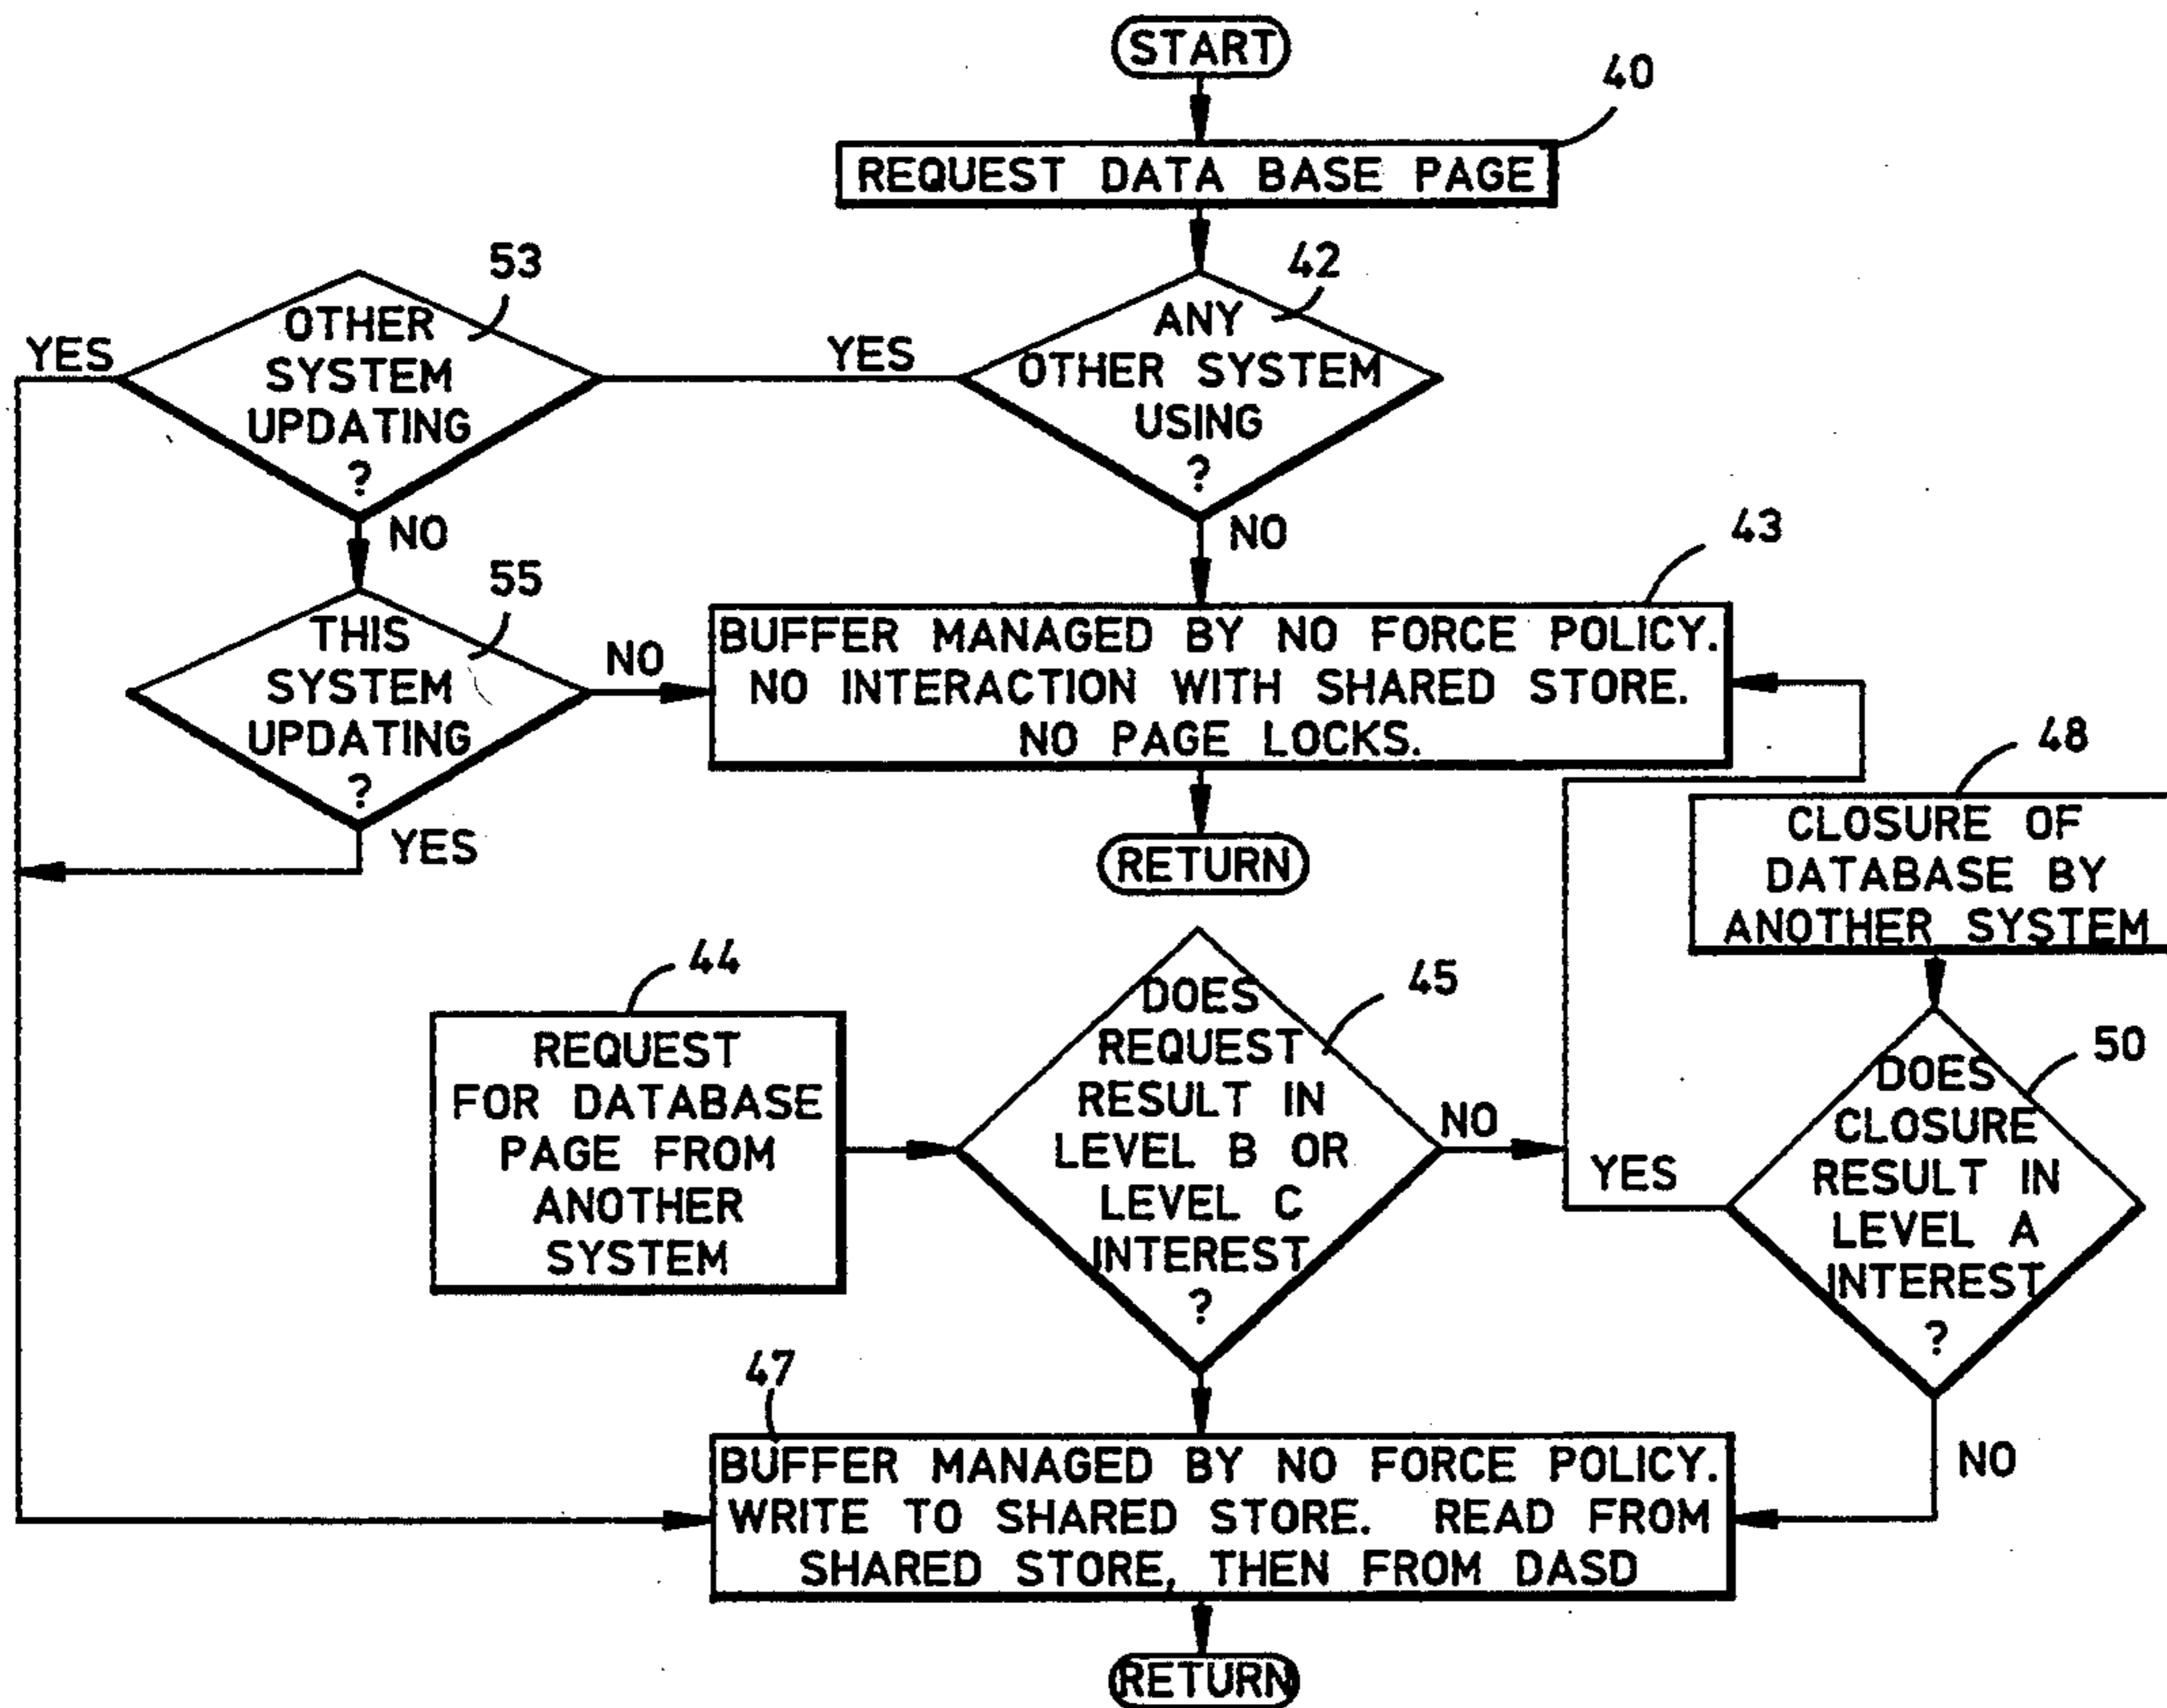 START
40
REQUEST DATA BASE PAGE
53
42
OTHER
SYSTEM
UPDATING
?
YES
YES
ANY
OTHER SYSTEM
USING
?
NO
NO
43
55
THIS
SYSTEM
UPDATING
?
NO
YES
BUFFER MANAGED BY NO FORCE POLICY.
NO INTERACTION WITH SHARED STORE.
NO PAGE LOCKS.
RETURN
48
CLOSURE OF
DATABASE BY
ANOTHER SYSTEM
44
REQUEST
FOR DATABASE
PAGE FROM
ANOTHER
SYSTEM
45
DOES
REQUEST
RESULT IN
LEVEL B OR
LEVEL C
INTEREST
?
NO
YES
50
DOES
CLOSURE
RESULT IN
LEVEL A
INTEREST
?
NO
47
BUFFER MANAGED BY NO FORCE POLICY.
WRITE TO SHARED STORE. READ FROM
SHARED STORE, THEN FROM DASD
RETURN